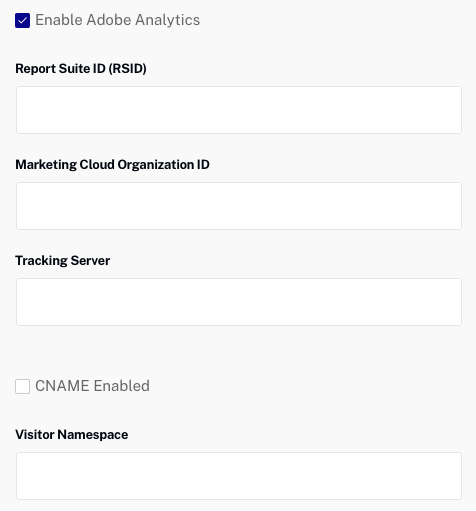 Enable Adobe Analytics
Report Suite ID (RSID)
Marketing Cloud Organization ID
Tracking Server
CNAME Enabled
Visitor Namespace